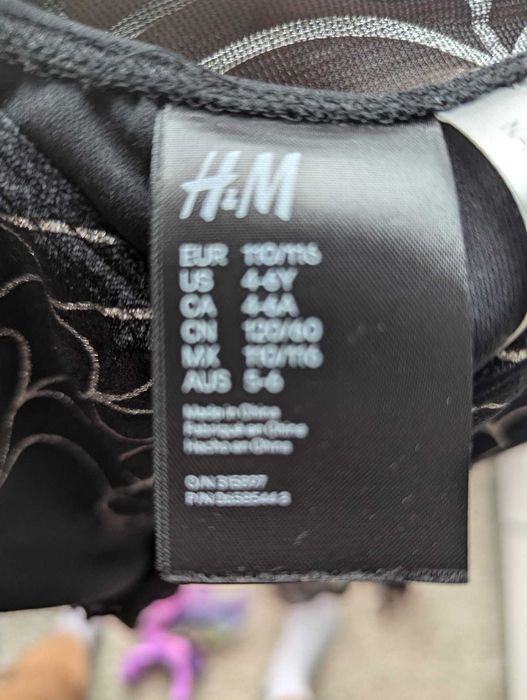 H&M
EUR 110/116
US 4-6Y
CA 4-6A
CN 120/60
MX 110/116
AUS 5-6
Made in China
Fabriqué en Chine
Hecho en China